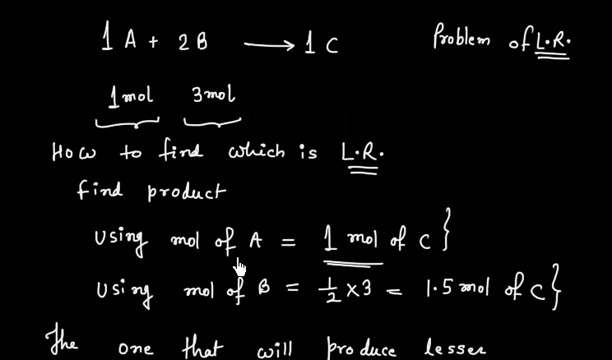 1 A + 2 B → 1 C Problem of L.R.
1 mol 3 mol
How to find which is L.R.
find product
Using mol of A = 1 mol of C }
Using mol of B = 1/2 × 3 = 1.5 mol of C }
The one that will produce lesser